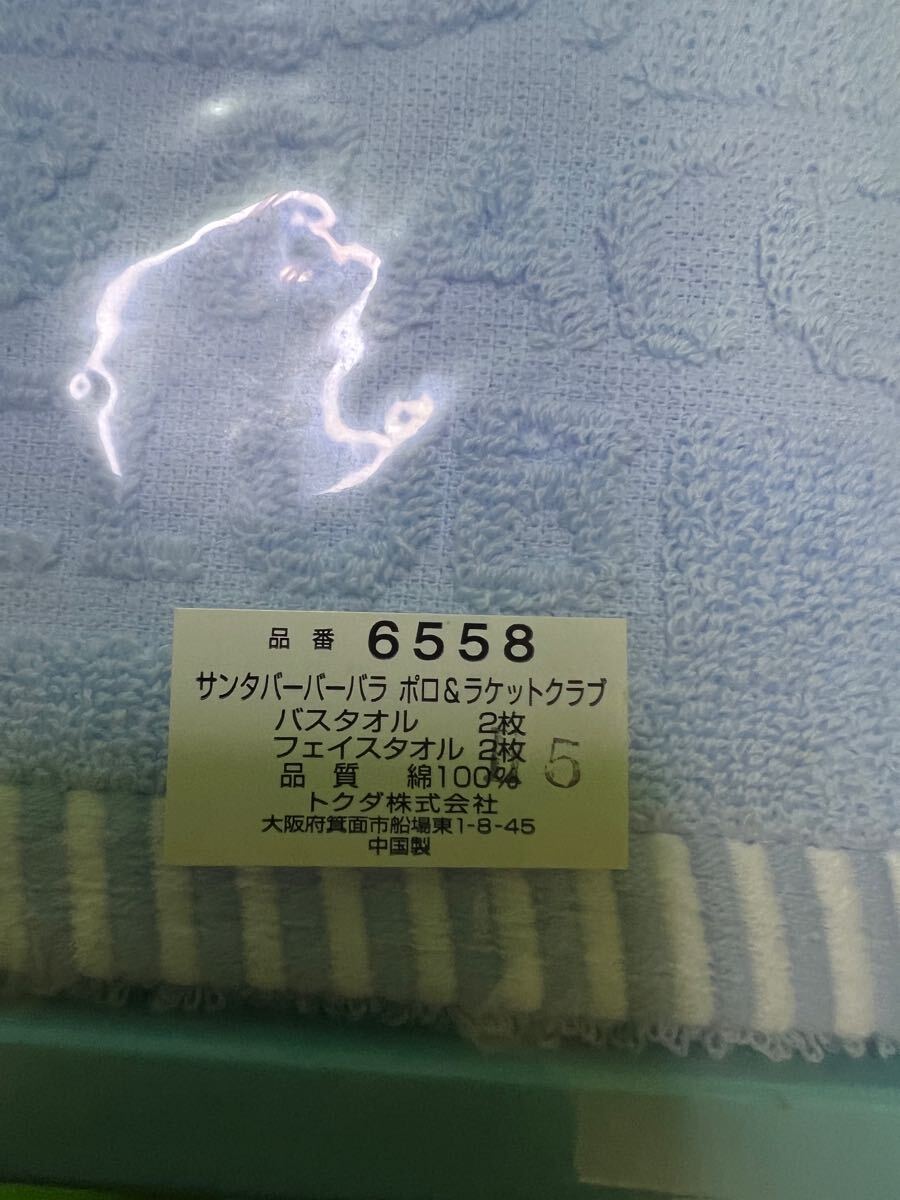 品番 6558
サンタバーバーバラ ポロ&ラケットクラブ
バスタオル 2枚
フェイスタオル 2枚
品質 綿100%
5
トクダ株式会社
大阪府箕面市船場東1-8-45
中国製